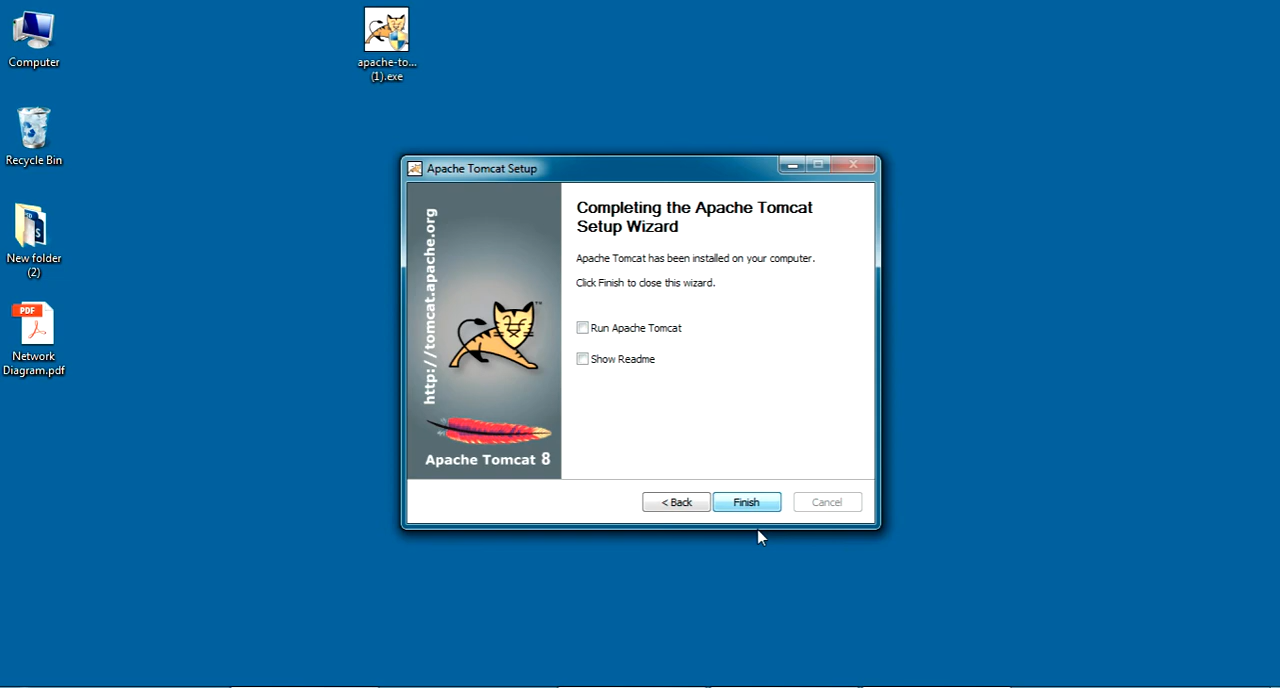 Computer
apache-to...
(1).exe
Recycle Bin
New folder
(2)
PDF
Network
Diagram.pdf
Apache Tomcat Setup
http://tomcat.apache.org
TM
Apache Tomcat 8
Completing the Apache Tomcat
Setup Wizard
Apache Tomcat has been installed on your computer.
Click Finish to close this wizard.
Run Apache Tomcat
Show Readme
< Back
Finish
Cancel